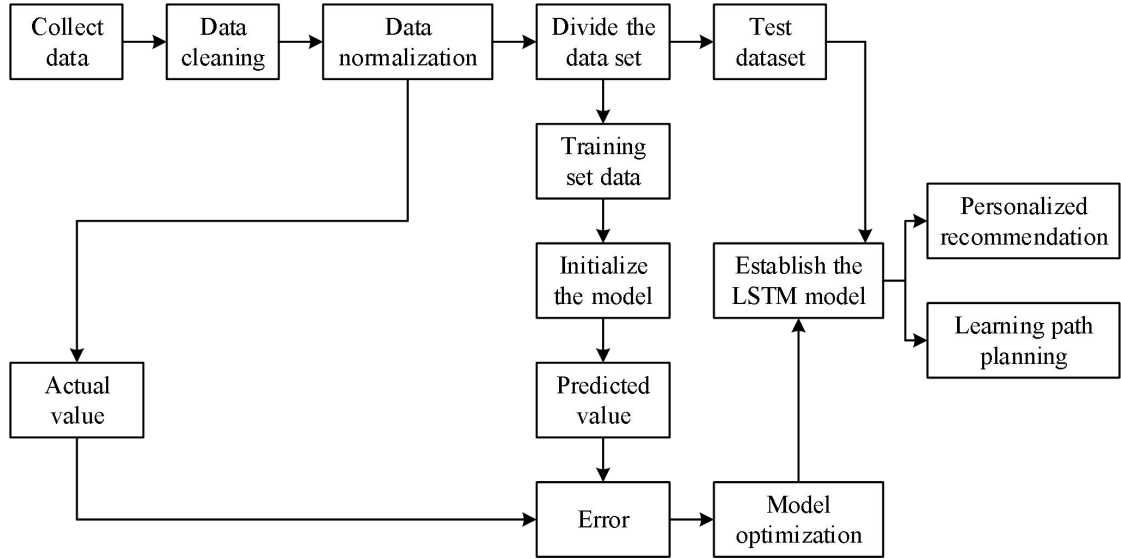 Collect
data
Data
cleaning
Data
normalization
Divide the
data set
Test
dataset
Training
set data
Initialize
the model
Establish the
LSTM model
Personalized
recommendation
Learning path
planning
Actual
value
Predicted
value
Error
Model
optimization